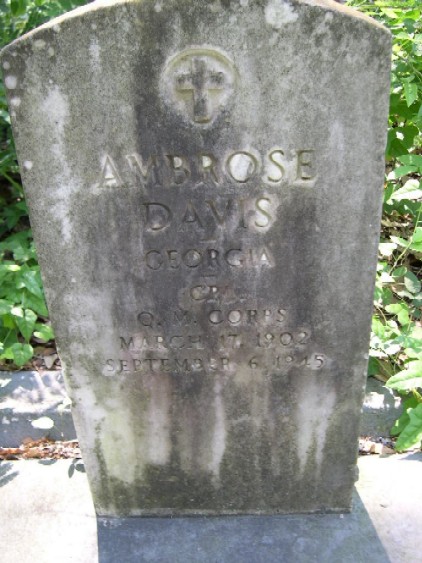 AMBROSE
DAVIS
GEORGIA
CPL
Q. M. CORPS
MARCH 17, 1902
SEPTEMBER 6, 1945